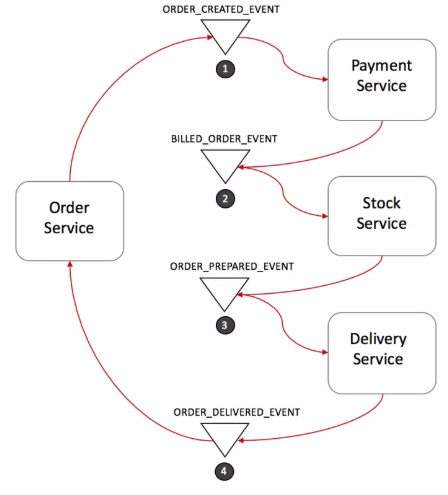 ORDER_CREATED_EVENT
1
Payment
Service
BILLED_ORDER_EVENT
2
Order
Service
Stock
Service
ORDER_PREPARED_EVENT
3
Delivery
Service
ORDER_DELIVERED_EVENT
4